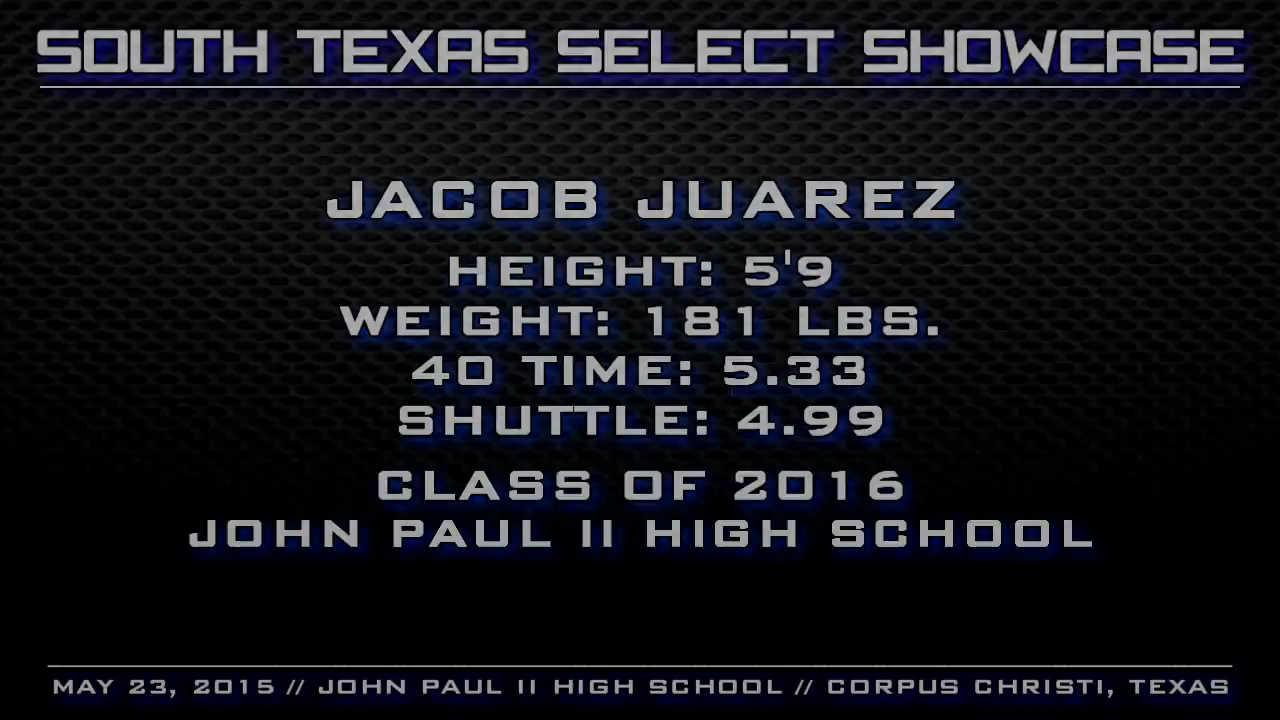 SOUTH TEXAS SELECT SHOWCASE
JACOB JUAREZ
HEIGHT: 5'9
WEIGHT: 181 LBS.
40 TIME: 5.33
SHUTTLE: 4.99
CLASS OF 2016
JOHN PAUL II HIGH SCHOOL
MAY 23, 2015 // JOHN PAUL II HIGH SCHOOL // CORPUS CHRISTI, TEXAS